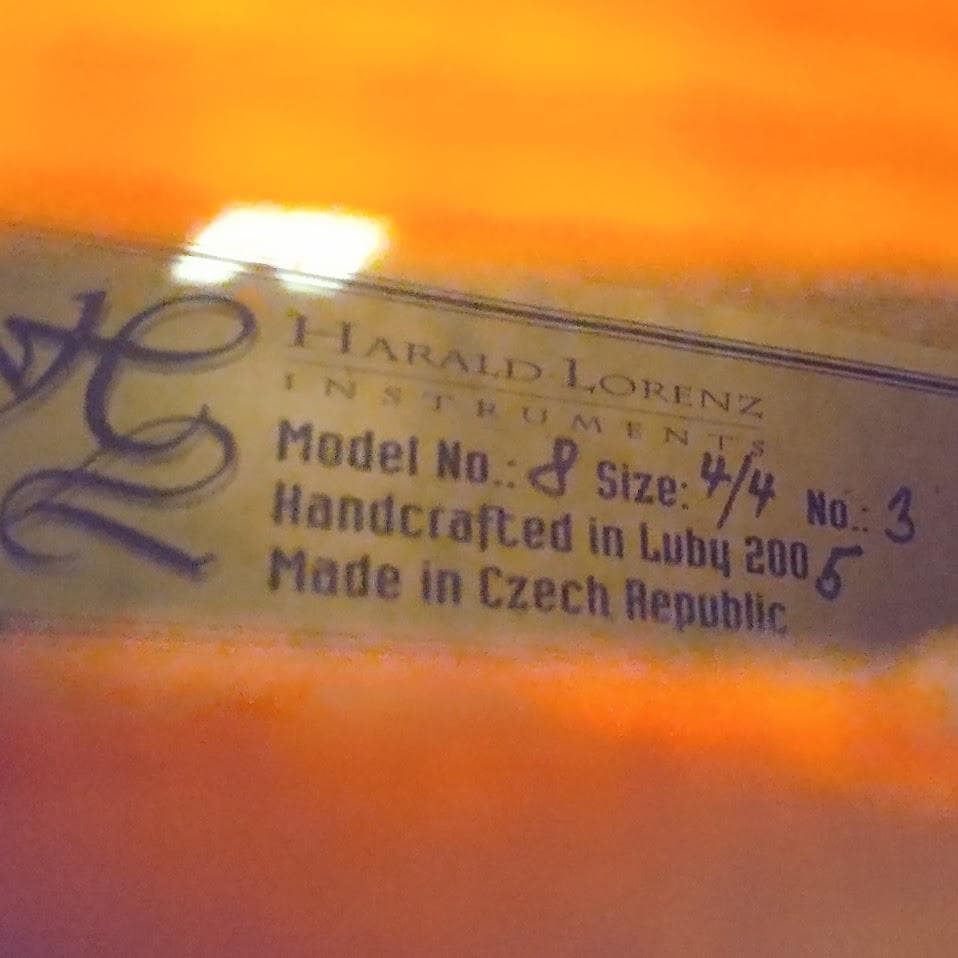 HL
HARALD LORENZ
INSTRUMENTS
Model No.: 8 Size: 4/4 No.: 3
Handcrafted in Luby 2005
Made in Czech Republic